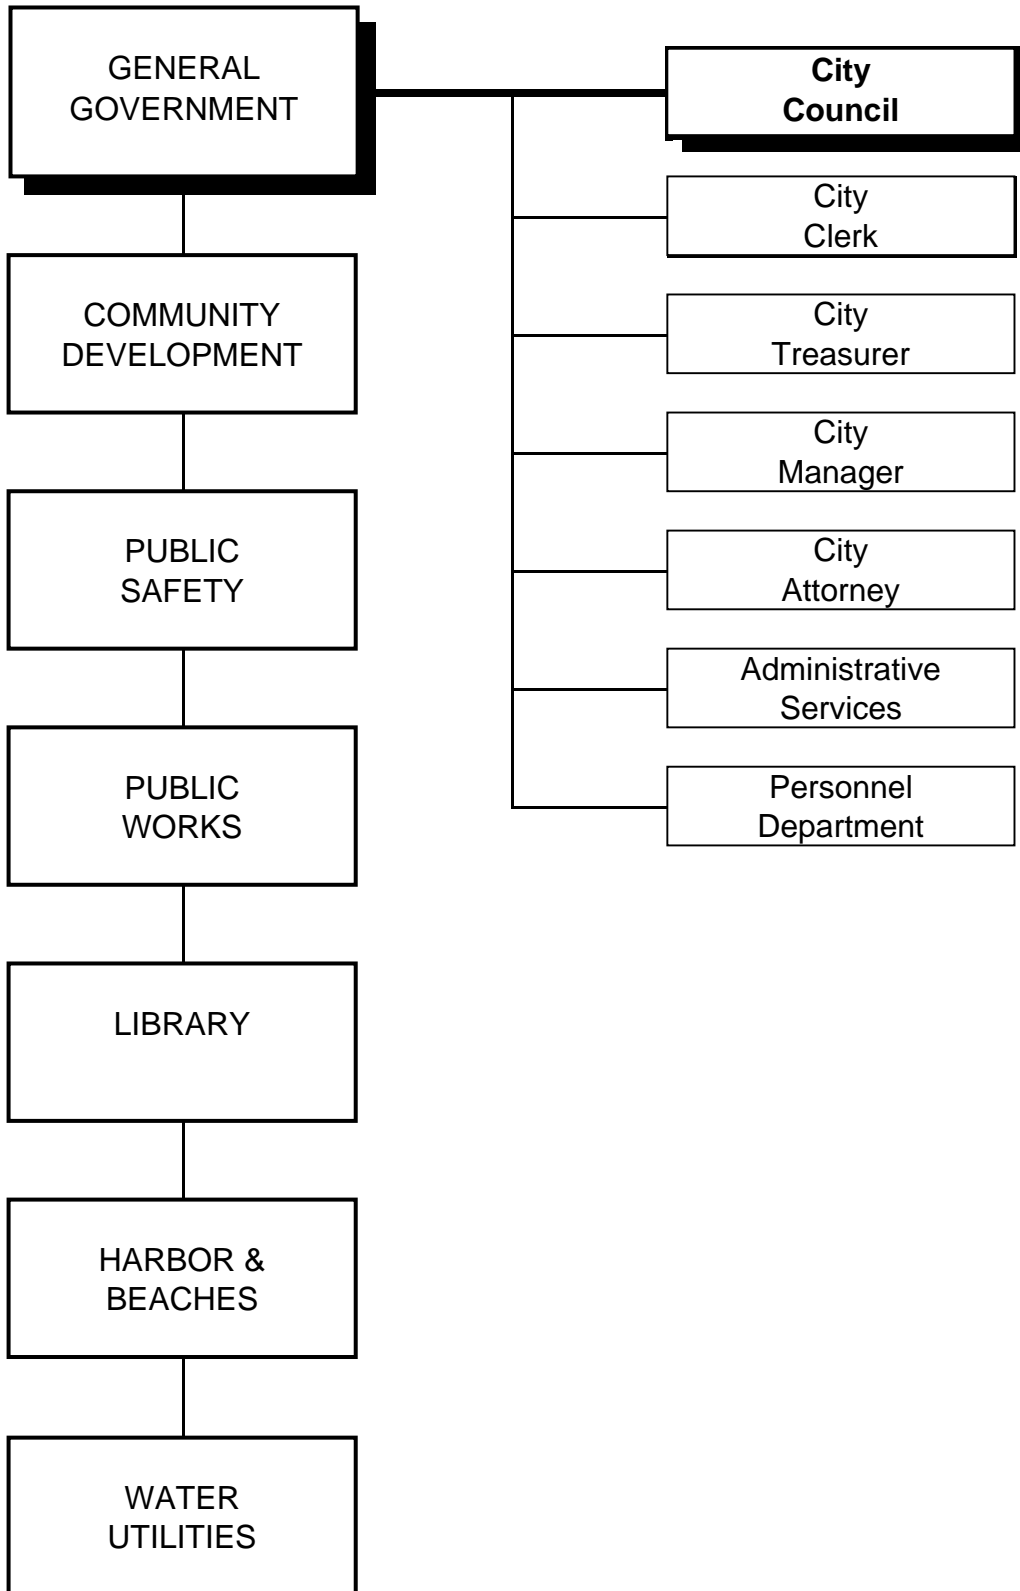 GENERAL
GOVERNMENT
City
Council
City
Clerk
COMMUNITY
DEVELOPMENT
City
Treasurer
City
Manager
PUBLIC
SAFETY
City
Attorney
Administrative
Services
PUBLIC
WORKS
Personnel
Department
LIBRARY
HARBOR &
BEACHES
WATER
UTILITIES